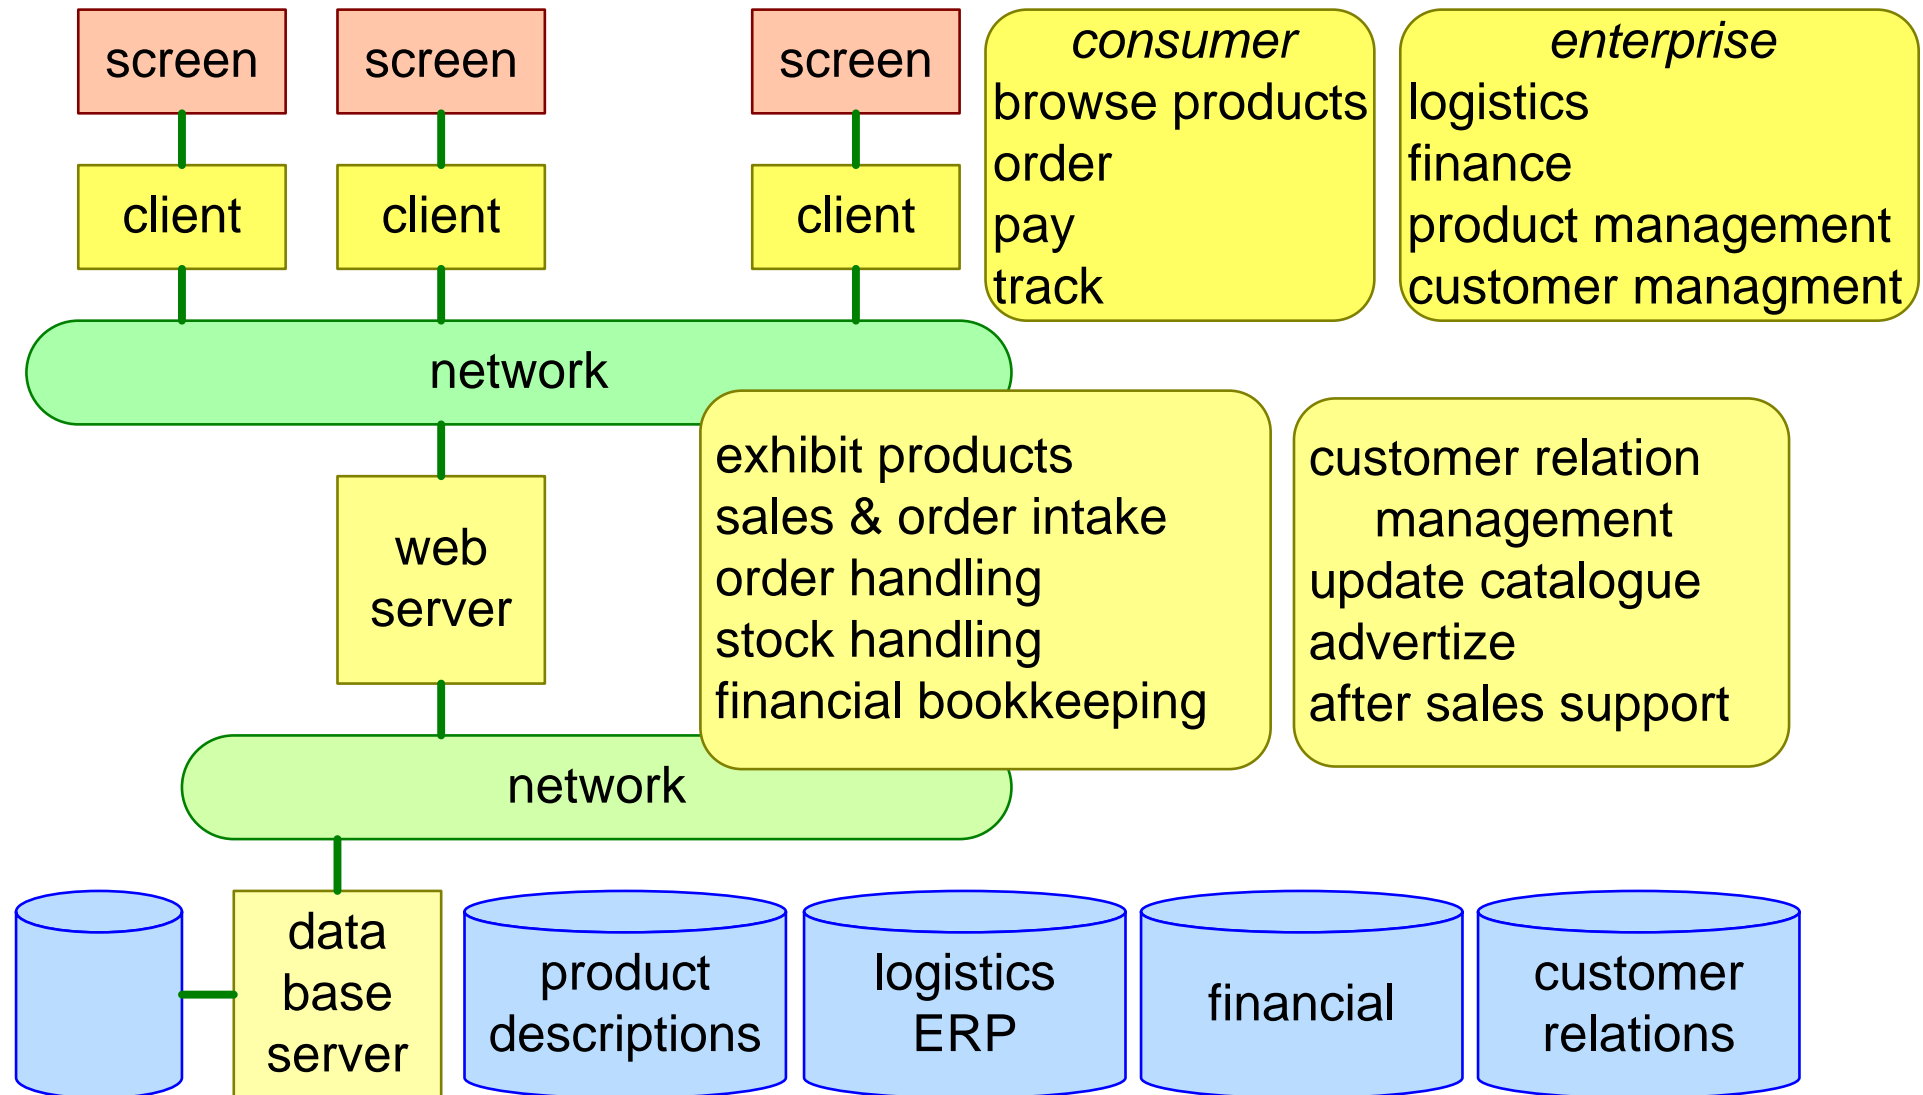 screen
screen
screen
client
client
client
consumer
browse products
order
pay
track
enterprise
logistics
finance
product management
customer managment
network
exhibit products
sales & order intake
order handling
stock handling
financial bookkeeping
customer relation
management
update catalogue
advertize
after sales support
web
server
network
data
base
server
product
descriptions
logistics
ERP
financial
customer
relations